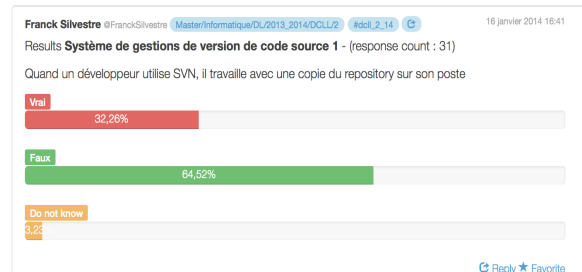 Franck Silvestre @FranckSilvestre Master/Informatique/DL/2013_2014/DCLL/2 #dcll_2_14 16 janvier 2014 16:41
Results Système de gestions de version de code source 1 - (response count : 31)
Quand un développeur utilise SVN, il travaille avec une copie du repository sur son poste
Vrai
32,26%
Faux
64,52%
Do not know
3,23
Reply Favorite